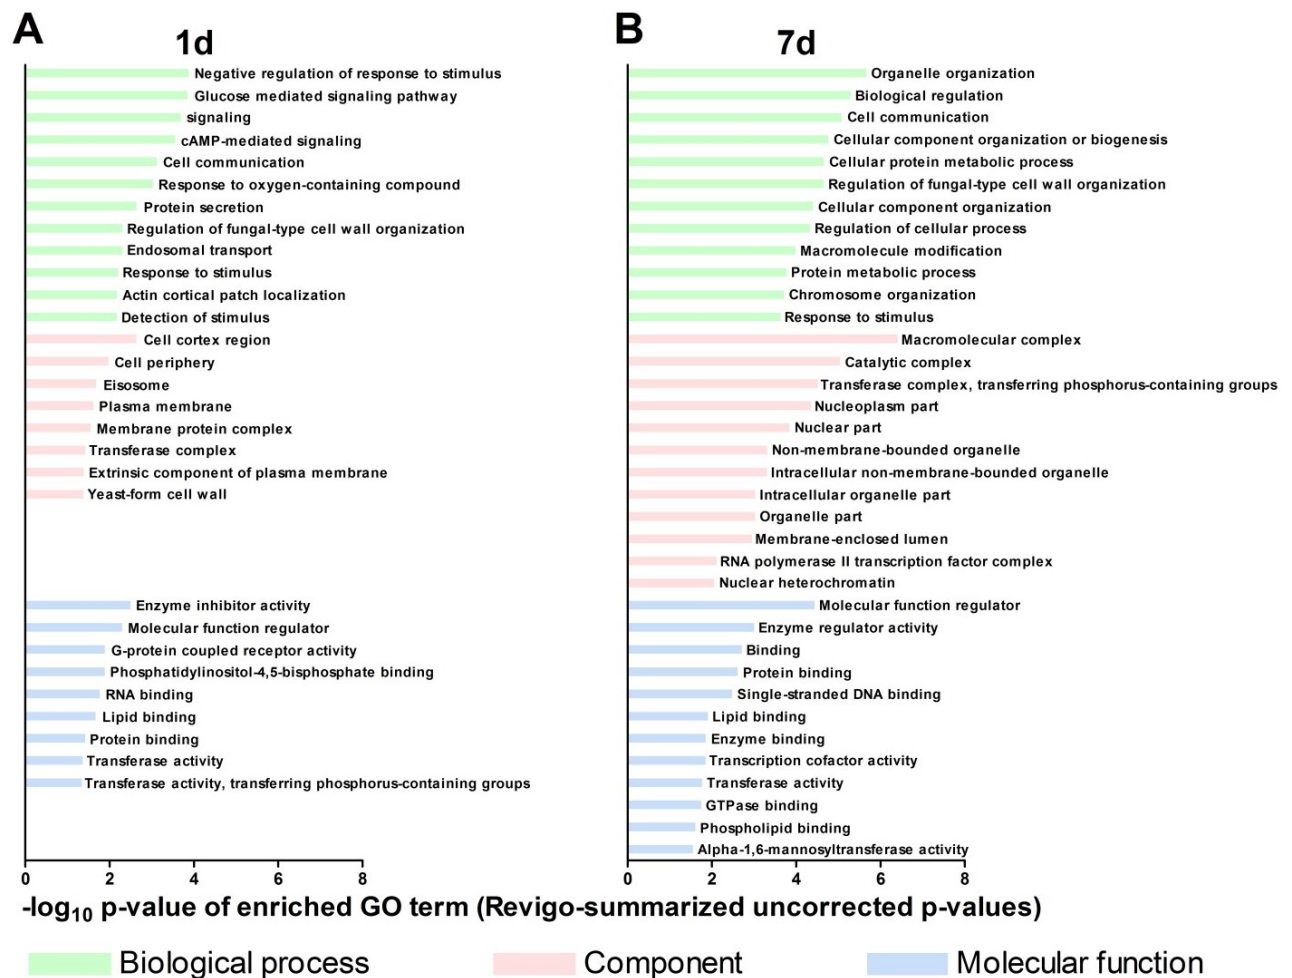 A
1d
Negative regulation of response to stimulus
Glucose mediated signaling pathway
signaling
cAMP-mediated signaling
Cell communication
Response to oxygen-containing compound
Protein secretion
Regulation of fungal-type cell wall organization
Endosomal transport
Response to stimulus
Actin cortical patch localization
Detection of stimulus
Cell cortex region
Cell periphery
Eisosome
Plasma membrane
Membrane protein complex
Transferase complex
Extrinsic component of plasma membrane
Yeast-form cell wall
Enzyme inhibitor activity
Molecular function regulator
G-protein coupled receptor activity
Phosphatidylinositol-4,5-bisphosphate binding
RNA binding
Lipid binding
Protein binding
Transferase activity
Transferase activity, transferring phosphorus-containing groups
0 2 4 6 8
B
7d
Organelle organization
Biological regulation
Cell communication
Cellular component organization or biogenesis
Cellular protein metabolic process
Regulation of fungal-type cell wall organization
Cellular component organization
Regulation of cellular process
Macromolecule modification
Protein metabolic process
Chromosome organization
Response to stimulus
Macromolecular complex
Catalytic complex
Transferase complex, transferring phosphorus-containing groups
Nucleoplasm part
Nuclear part
Non-membrane-bounded organelle
Intracellular non-membrane-bounded organelle
Intracellular organelle part
Organelle part
Membrane-enclosed lumen
RNA polymerase II transcription factor complex
Nuclear heterochromatin
Molecular function regulator
Enzyme regulator activity
Binding
Protein binding
Single-stranded DNA binding
Lipid binding
Enzyme binding
Transcription cofactor activity
Transferase activity
GTPase binding
Phospholipid binding
Alpha-1,6-mannosyltransferase activity
0 2 4 6 8
-log10 p-value of enriched GO term (Revigo-summarized uncorrected p-values)
Biological process Component Molecular function